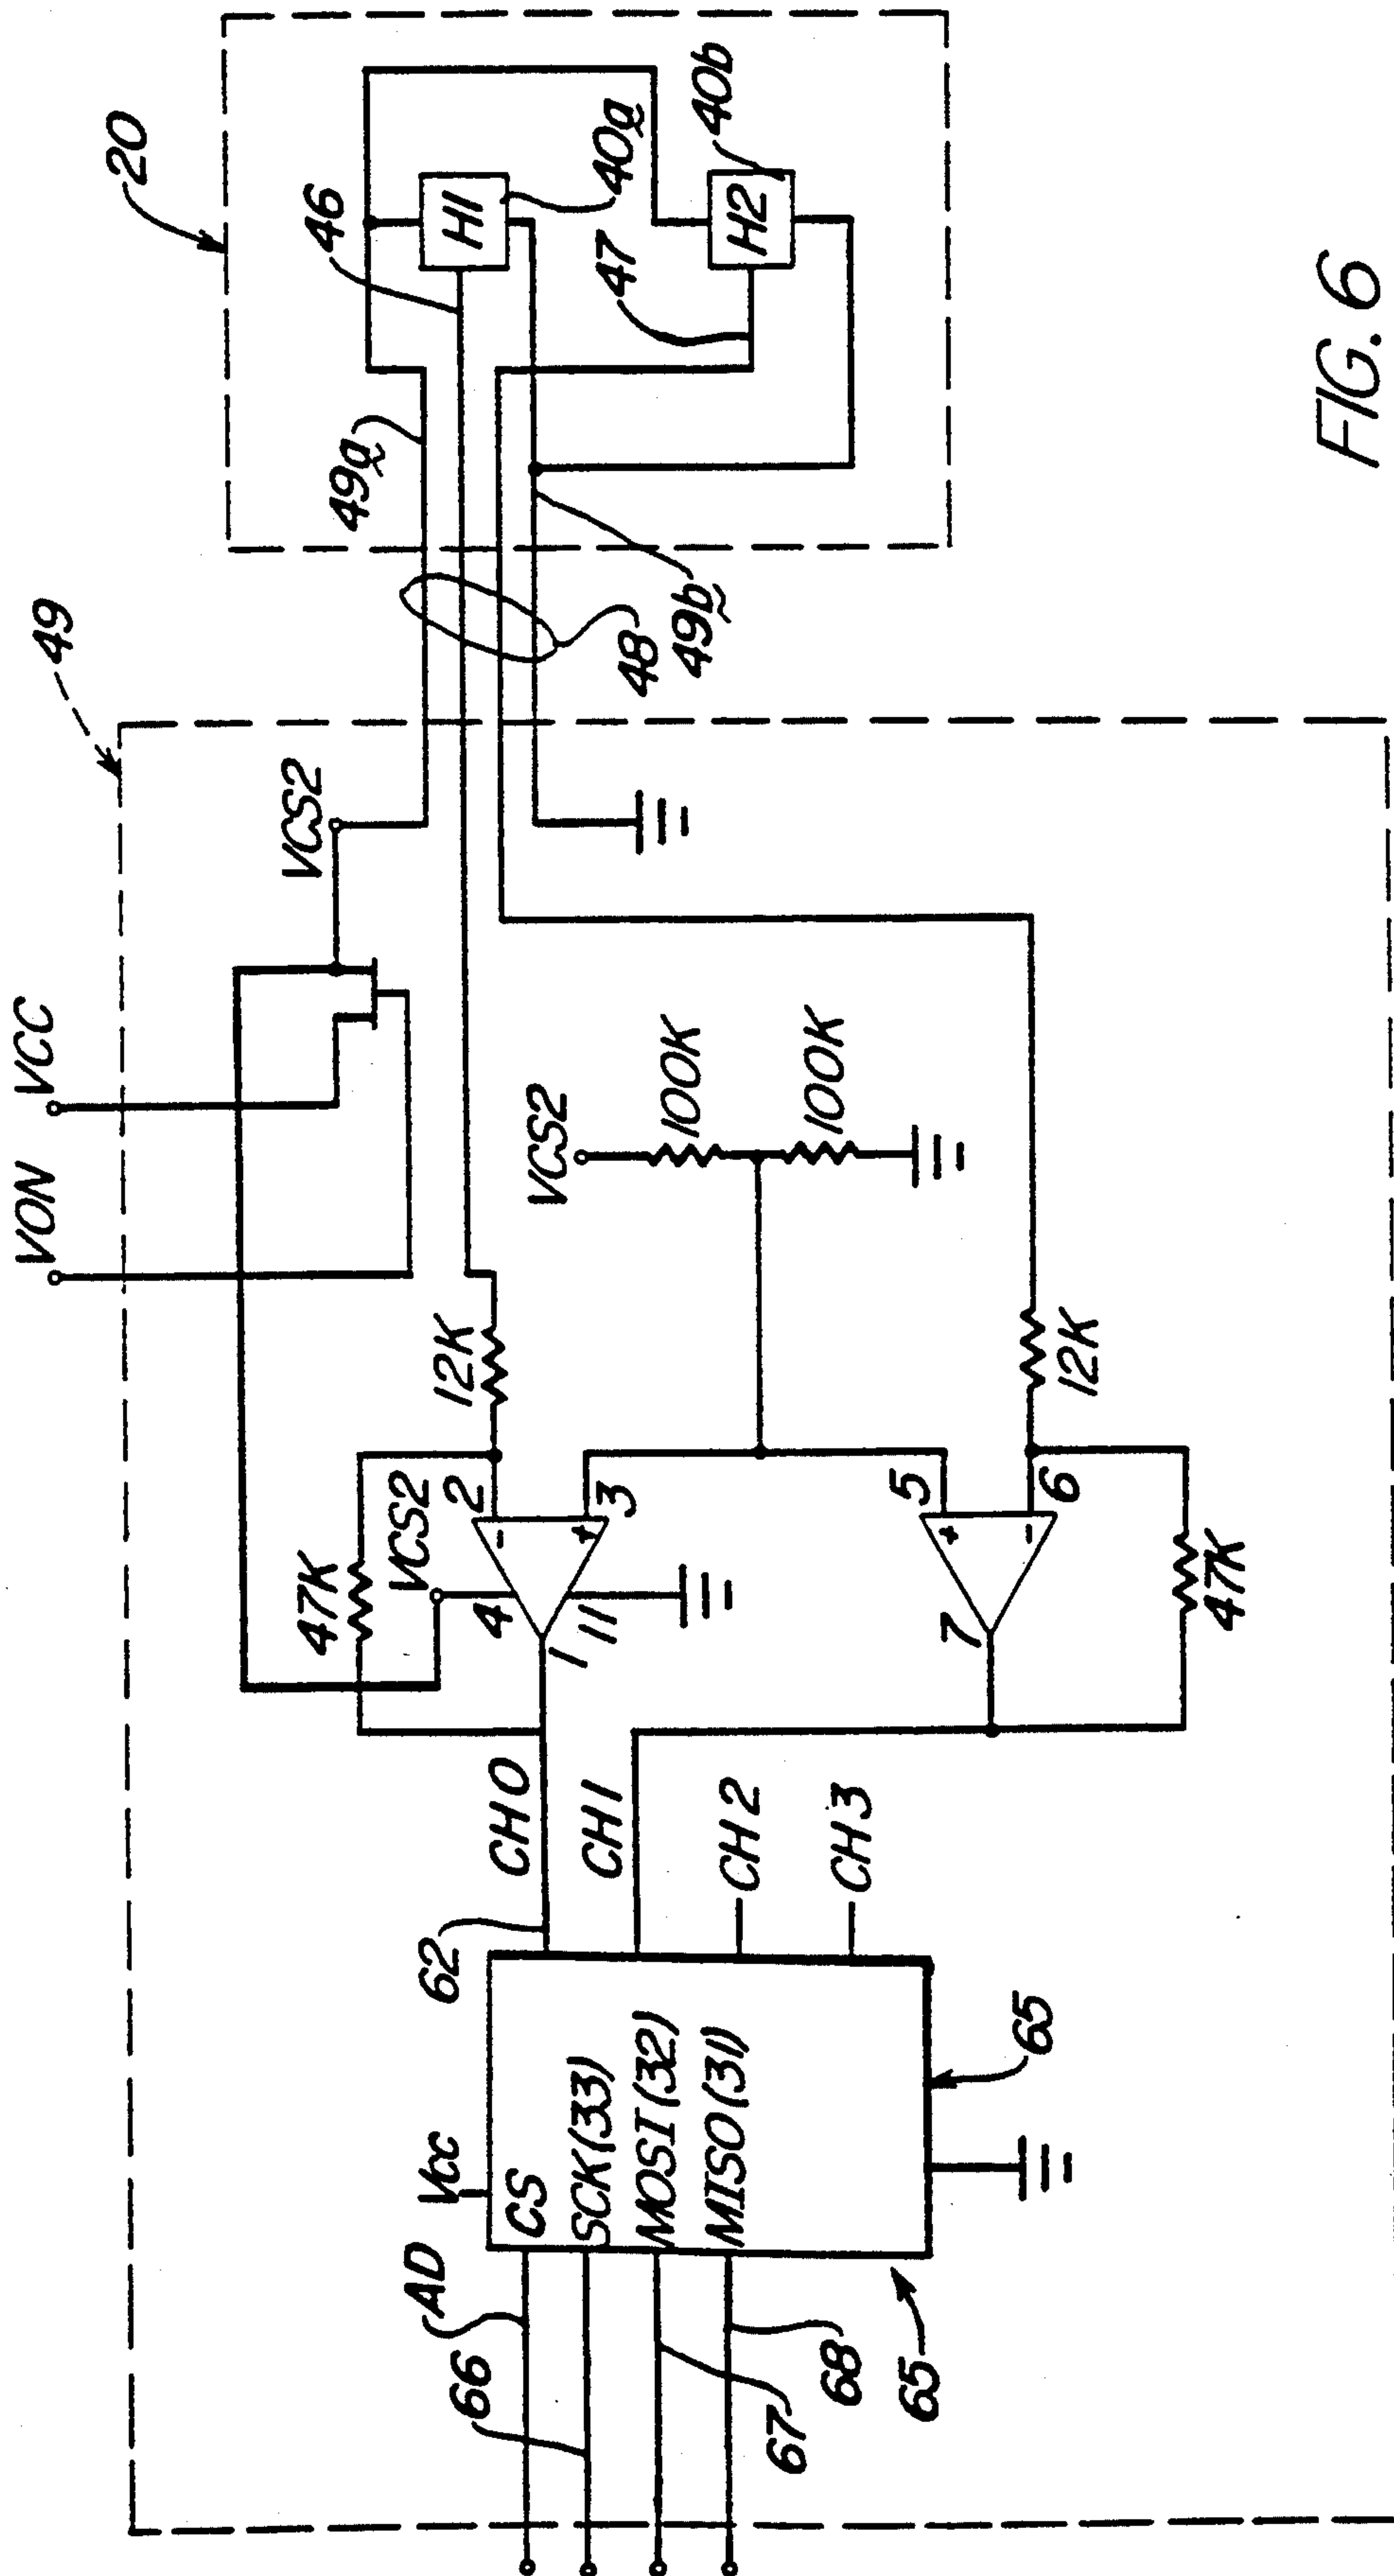 VON
VCC
49
20
VCS2
49a
46
H1
40a
47
H2
40b
48
49b
47K
VCS2
12K
2
3
4
11
1
VCS2
100K
100K
5
6
7
12K
47K
CH0
CH1
CH2
CH3
62
Vcc
CS
SCK(33)
MOSI(32)
MISO(31)
65
AD
66
67
68
65
FIG. 6